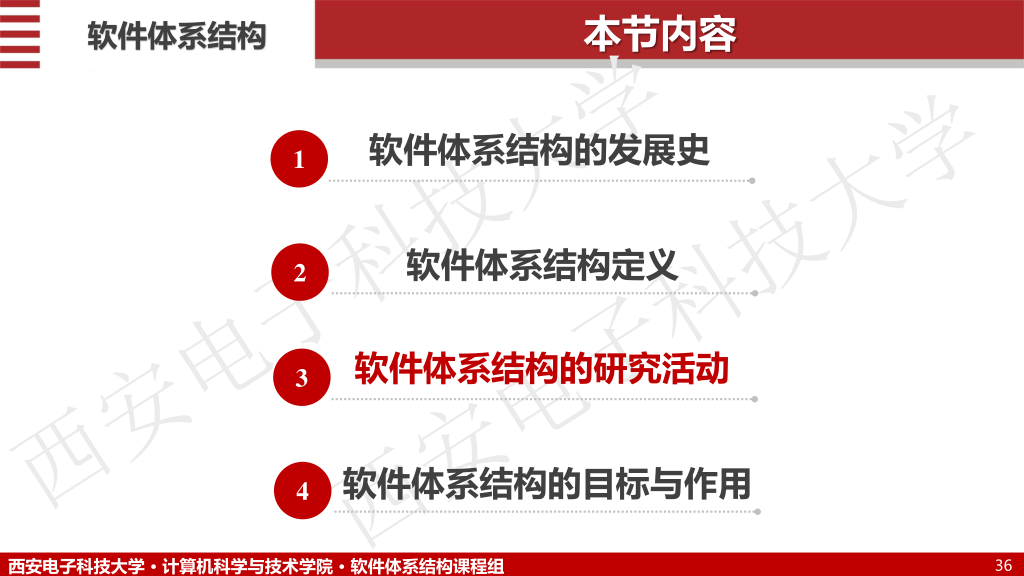 软件体系结构
本节内容
1
软件体系结构的发展史
2
软件体系结构定义
3
软件体系结构的研究活动
4
软件体系结构的目标与作用
西安电子科技大学
西安电子科技大学
西安电子科技大学•计算机科学与技术学院•软件体系结构课程组
36